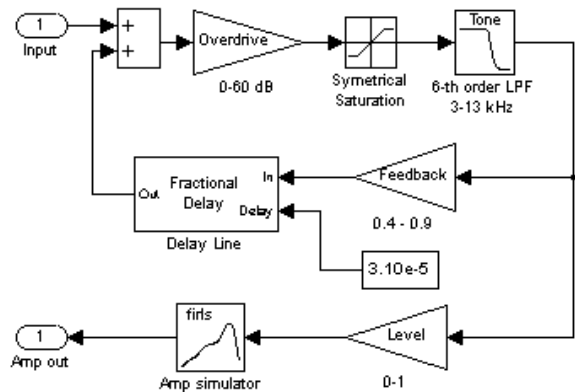 1
Input
+
+
Overdrive
0-60 dB
Symetrical
Saturation
Tone
6-th order LPF
3-13 kHz
Out
Fractional
Delay
In
Delay
Delay Line
Feedback
0.4 - 0.9
3.10e-5
1
Amp out
firls
Amp simulator
Level
0-1